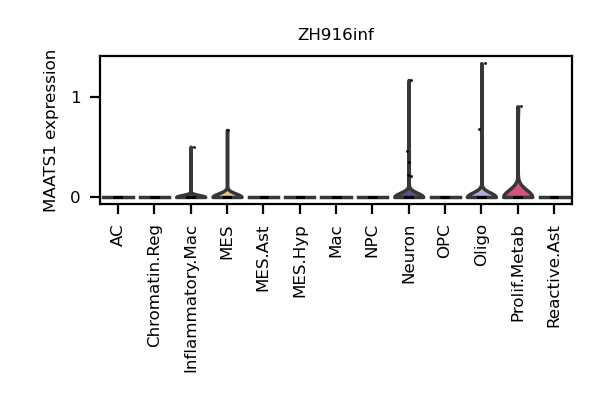 ZH916inf
MAATS1 expression
1
0
AC
Chromatin.Reg
Inflammatory.Mac
MES
MES.Ast
MES.Hyp
Mac
NPC
Neuron
OPC
Oligo
Prolif.Metab
Reactive.Ast